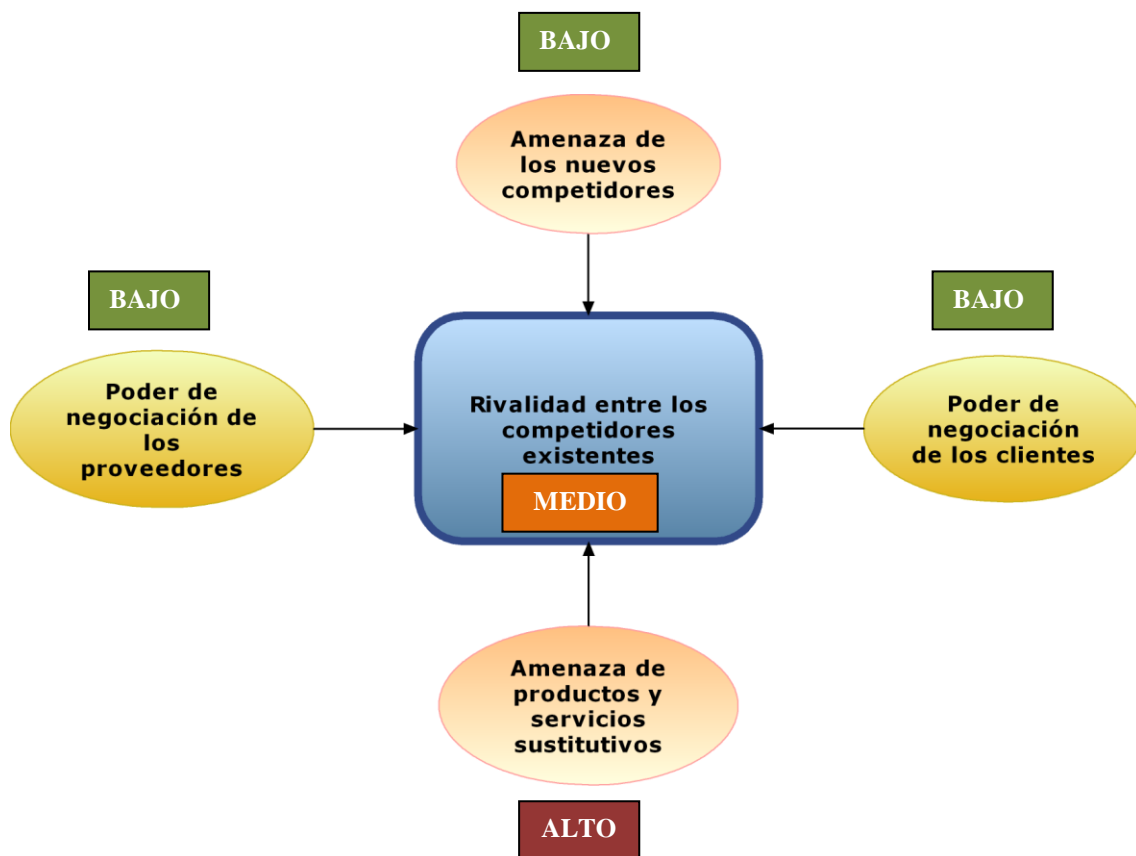 BAJO
Amenaza de
los nuevos
competidores
BAJO
BAJO
Poder de
negociación de
los
proveedores
Rivalidad entre los
competidores
existentes
MEDIO
Poder de
negociación
de los clientes
Amenaza de
productos y
servicios
sustitutivos
ALTO